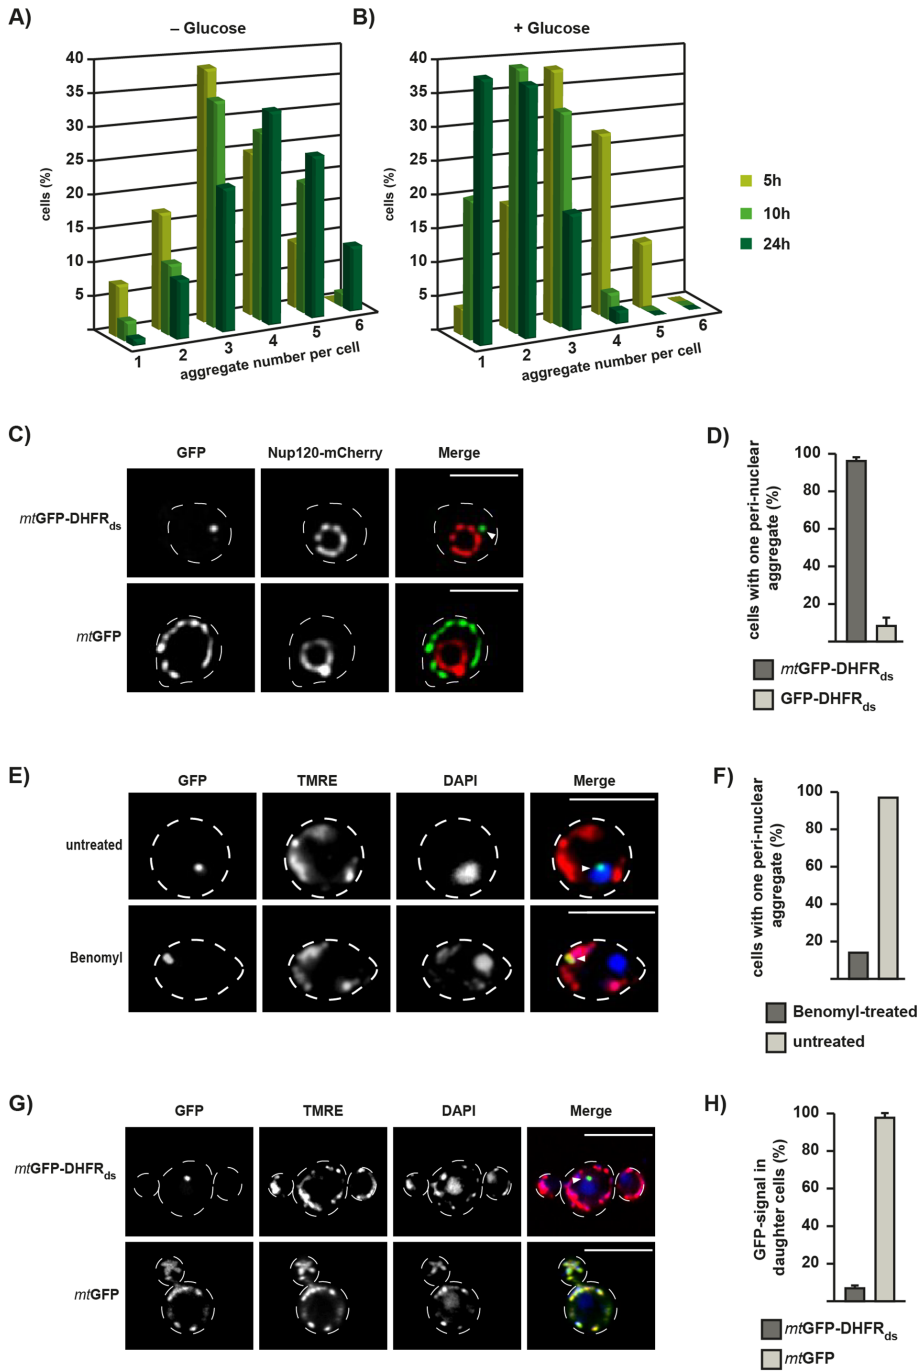 A)
– Glucose
40
35
30
25
20
15
10
5
cells (%)
1
2
3
4
5
6
aggregate number per cell
B)
+ Glucose
40
35
30
25
20
15
10
5
cells (%)
1
2
3
4
5
6
aggregate number per cell
5h
10h
24h
C)
GFP Nup120-mCherry Merge
mtGFP-DHFRds
mtGFP
D)
cells with one peri-nuclear
aggregate (%)
100
80
60
40
20
mtGFP-DHFRds
GFP-DHFRds
E)
GFP TMRE DAPI Merge
untreated
Benomyl
F)
cells with one peri-nuclear
aggregate (%)
100
80
60
40
20
Benomyl-treated
untreated
G)
GFP TMRE DAPI Merge
mtGFP-DHFRds
mtGFP
H)
GFP-signal in
daughter cells (%)
100
80
60
40
20
mtGFP-DHFRds
mtGFP